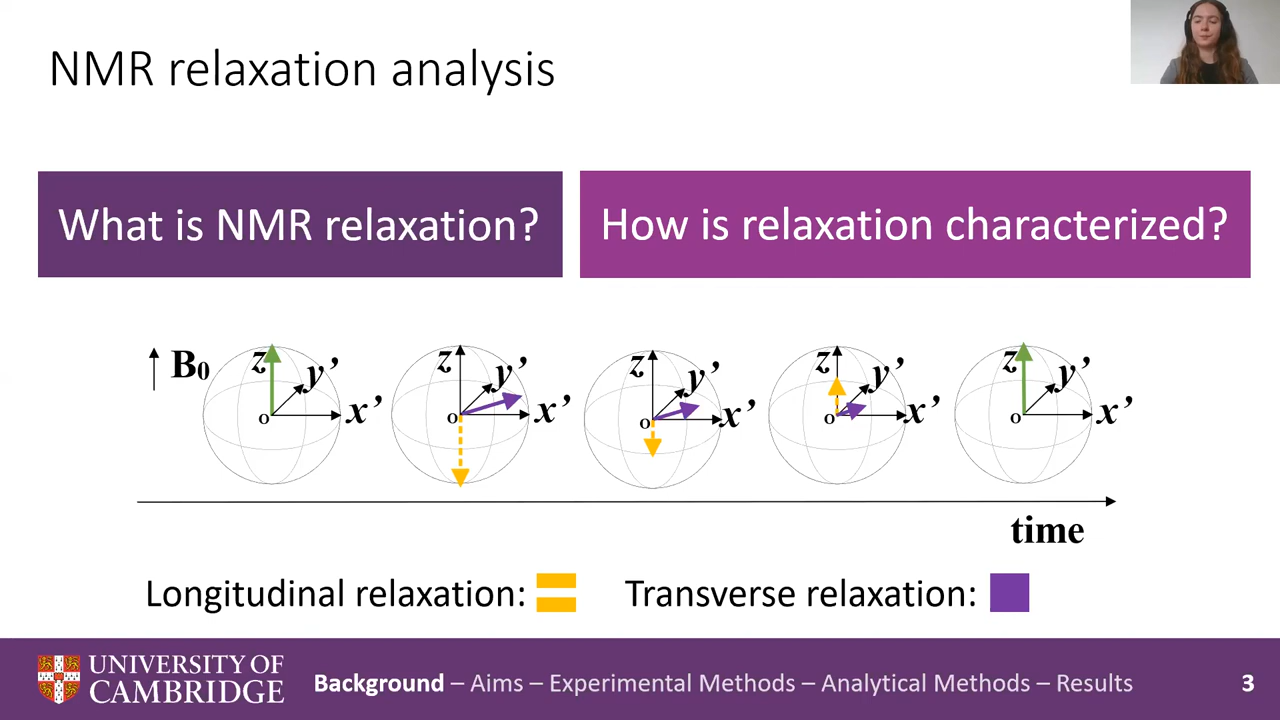 NMR relaxation analysis
What is NMR relaxation?
How is relaxation characterized?
B₀
z y' x' o
z y' x' o
z y' x' o
z y' x' o
z y' x' o
time
Longitudinal relaxation:
Transverse relaxation:
UNIVERSITY OF
CAMBRIDGE
Background – Aims – Experimental Methods – Analytical Methods – Results
3